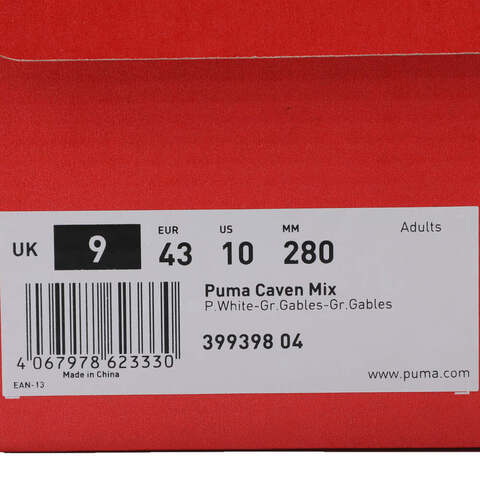 Adults
UK 9 EUR 43 US 10 MM 280
Puma Caven Mix
P.White-Gr.Gables-Gr.Gables
399398 04
4 067978 623330
Made in China
EAN-13
www.puma.com